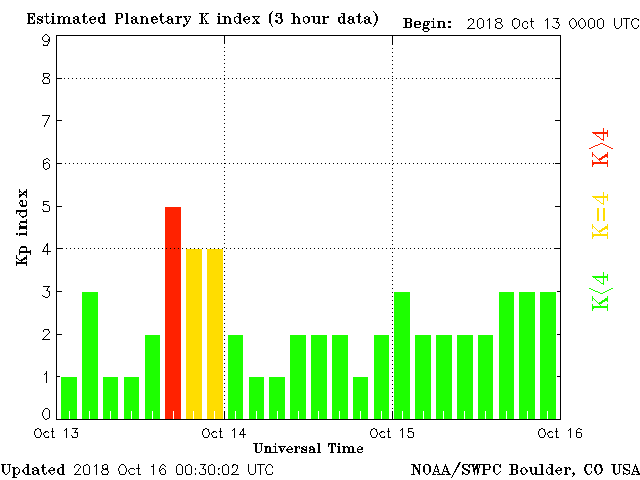 Estimated Planetary K index (3 hour data)
Begin: 2018 Oct 13 0000 UTC
9
8
7
6
5
4
3
2
1
0
Kp index
K>4
K=4
K<4
Oct 13
Oct 14
Oct 15
Oct 16
Universal Time
Updated 2018 Oct 16 00:30:02 UTC
NOAA/SWPC Boulder, CO USA